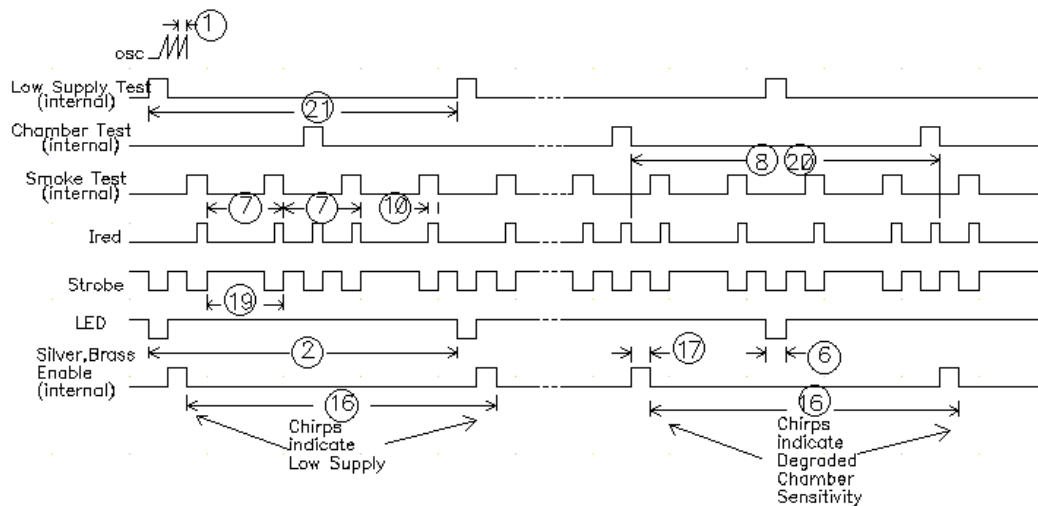 1
osc
Low Supply Test
(internal)
21
Chamber Test
(internal)
8 20
Smoke Test
(internal)
7 7 10
Ired
Strobe
19
LED
Silver,Brass
Enable
(internal)
2 17 6
16 16
Chirps
indicate
Low Supply
Chirps
indicate
Degraded
Chamber
Sensitivity